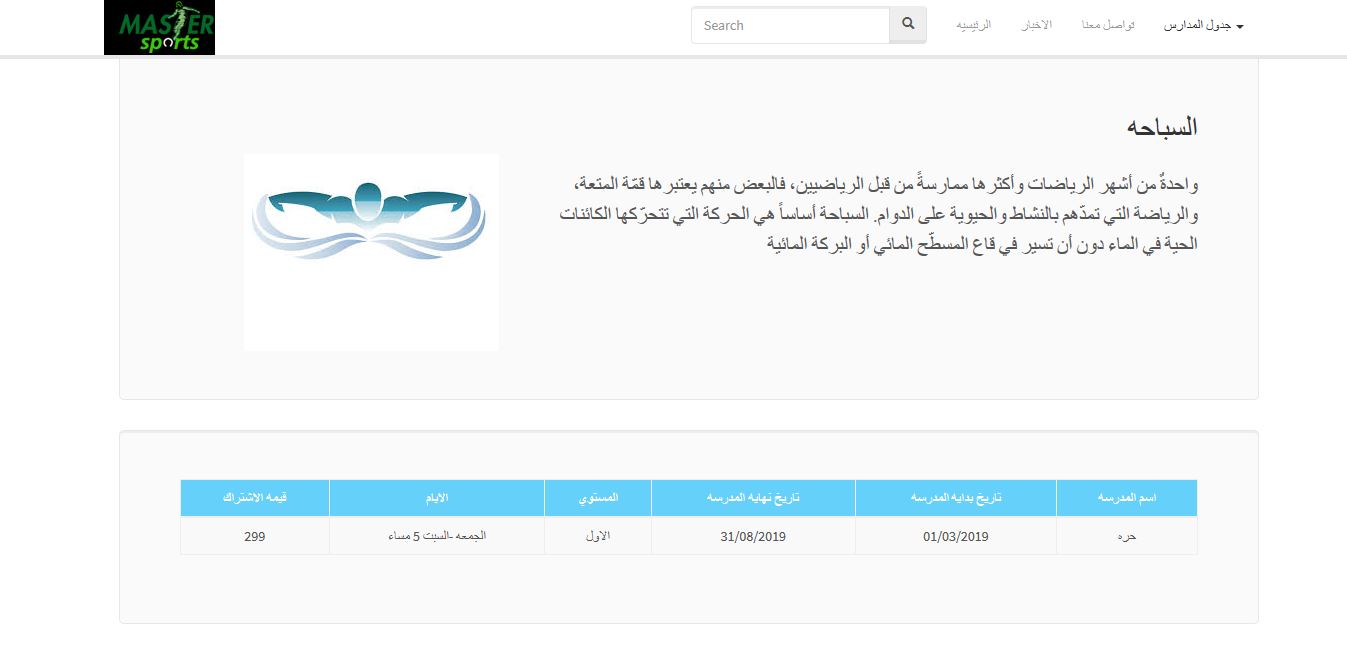 MASTER
sports
Search
الرئيسيه
الاخبار
تواصل معنا
جدول المدارس
السباحه
واحدةٌ من أشهر الرياضات وأكثرها ممارسةً من قبل الرياضيين، فالبعض منهم يعتبرها قمّة المتعة،
والرياضة التي تمدّهم بالنشاط والحيوية على الدوام. السباحة أساساً هي الحركة التي تتحرّكها الكائنات
الحية في الماء دون أن تسير في قاع المسطّح المائي أو البركة المائية
اسم المدرسه
تاريخ بدايه المدرسه
تاريخ نهايه المدرسه
المستوي
الايام
قيمه الاشتراك
حره
01/03/2019
31/08/2019
الاول
الجمعه -السبت 5 مساء
299